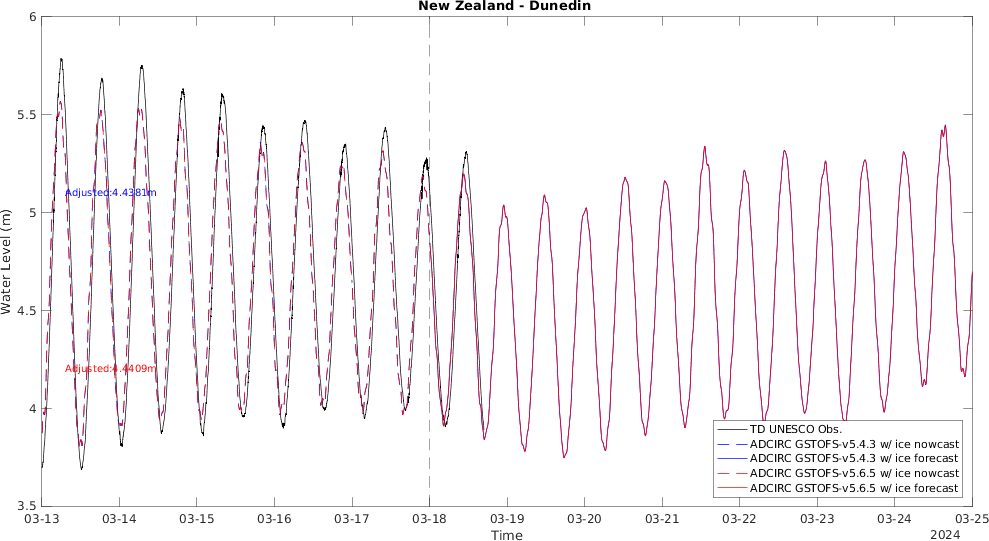 New Zealand - Dunedin
Water Level (m)
6
5.5
5
4.5
4
3.5
Adjusted:4.4381m
Adjusted:4.4409m
TD UNESCO Obs.
ADCIRC GSTOFS-v5.4.3 w/ ice nowcast
ADCIRC GSTOFS-v5.4.3 w/ ice forecast
ADCIRC GSTOFS-v5.6.5 w/ ice nowcast
ADCIRC GSTOFS-v5.6.5 w/ ice forecast
03-13 03-14 03-15 03-16 03-17 03-18 03-19 03-20 03-21 03-22 03-23 03-24 03-25
Time
2024